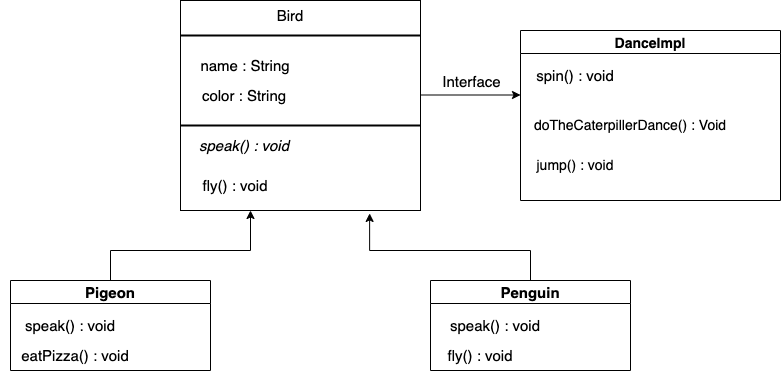 Bird
name : String
color : String
speak() : void
fly() : void
Interface
DanceImpl
spin() : void
doTheCaterpillerDance() : Void
jump() : void
Pigeon
speak() : void
eatPizza() : void
Penguin
speak() : void
fly() : void